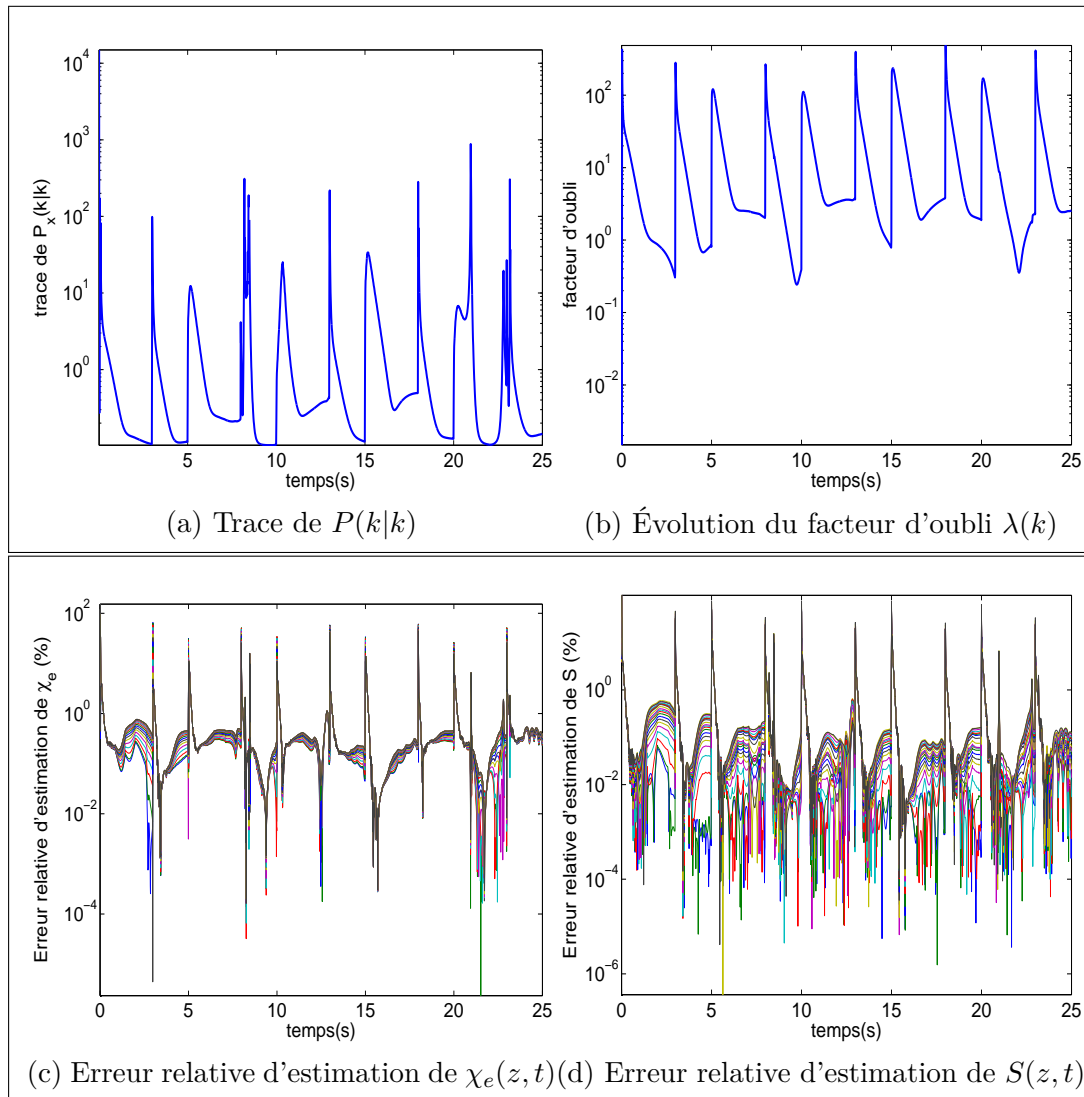 10^4
10^3
10^2
10^1
10^0
trace de P_x(k|k)
5 10 15 20 25
temps(s)
(a) Trace de P(k|k)
10^2
10^1
10^0
10^−1
10^−2
facteur d'oubli
0 5 10 15 20 25
temps(s)
(b) Évolution du facteur d'oubli λ(k)
10^2
10^0
10^−2
10^−4
Erreur relative d'estimation de χ_e (%)
0 5 10 15 20 25
temps(s)
(c) Erreur relative d'estimation de χ_e(z, t)
10^0
10^−2
10^−4
10^−6
Erreur relative d'estimation de S (%)
0 5 10 15 20 25
temps(s)
(d) Erreur relative d'estimation de S(z, t)